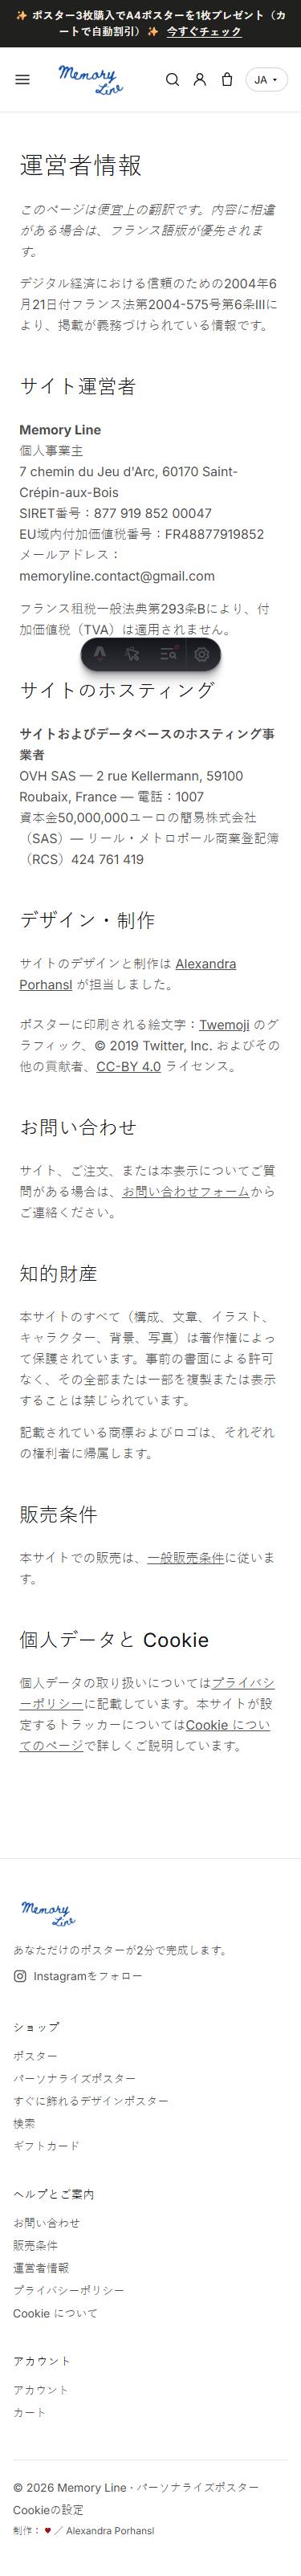 ✨ ポスター3枚購入でA4ポスターを1枚プレゼント（カ
ートで自動割引）✨ 今すぐチェック
Memory Line
JA
運営者情報
このページは便宜上の翻訳です。内容に相違
がある場合は、フランス語版が優先されま
す。
デジタル経済における信頼のための2004年6
月21日付フランス法第2004-575号第6条IIIに
より、掲載が義務づけられている情報です。
サイト運営者
Memory Line
個人事業主
7 chemin du Jeu d'Arc, 60170 Saint-
Crépin-aux-Bois
SIRET番号：877 919 852 00047
EU域内付加価値税番号：FR48877919852
メールアドレス：
memoryline.contact@gmail.com
フランス租税一般法典第293条Bにより、付
加価値税（TVA）は適用されません。
サイトのホスティング
サイトおよびデータベースのホスティング事
業者
OVH SAS — 2 rue Kellermann, 59100
Roubaix, France — 電話：1007
資本金50,000,000ユーロの簡易株式会社
（SAS）— リール・メトロポール商業登記簿
（RCS）424 761 419
デザイン・制作
サイトのデザインと制作は Alexandra
Porhansl が担当しました。
ポスターに印刷される絵文字：Twemoji のグ
ラフィック、© 2019 Twitter, Inc. およびその
他の貢献者、CC-BY 4.0 ライセンス。
お問い合わせ
サイト、ご注文、または本表示についてご質
問がある場合は、お問い合わせフォームから
ご連絡ください。
知的財産
本サイトのすべて（構成、文章、イラスト、
キャラクター、背景、写真）は著作権によっ
て保護されています。事前の書面による許可
なく、その全部または一部を複製または表示
することは禁じられています。
記載されている商標およびロゴは、それぞれ
の権利者に帰属します。
販売条件
本サイトでの販売は、一般販売条件に従いま
す。
個人データと Cookie
個人データの取り扱いについてはプライバシ
ーポリシーに記載しています。本サイトが設
定するトラッカーについてはCookie につい
てのページで詳しくご説明しています。
Memory Line
あなただけのポスターが2分で完成します。
Instagramをフォロー
ショップ
ポスター
パーソナライズポスター
すぐに飾れるデザインポスター
検索
ギフトカード
ヘルプとご案内
お問い合わせ
販売条件
運営者情報
プライバシーポリシー
Cookie について
アカウント
アカウント
カート
© 2026 Memory Line · パーソナライズポスター
Cookieの設定
制作：♥／ Alexandra Porhansl